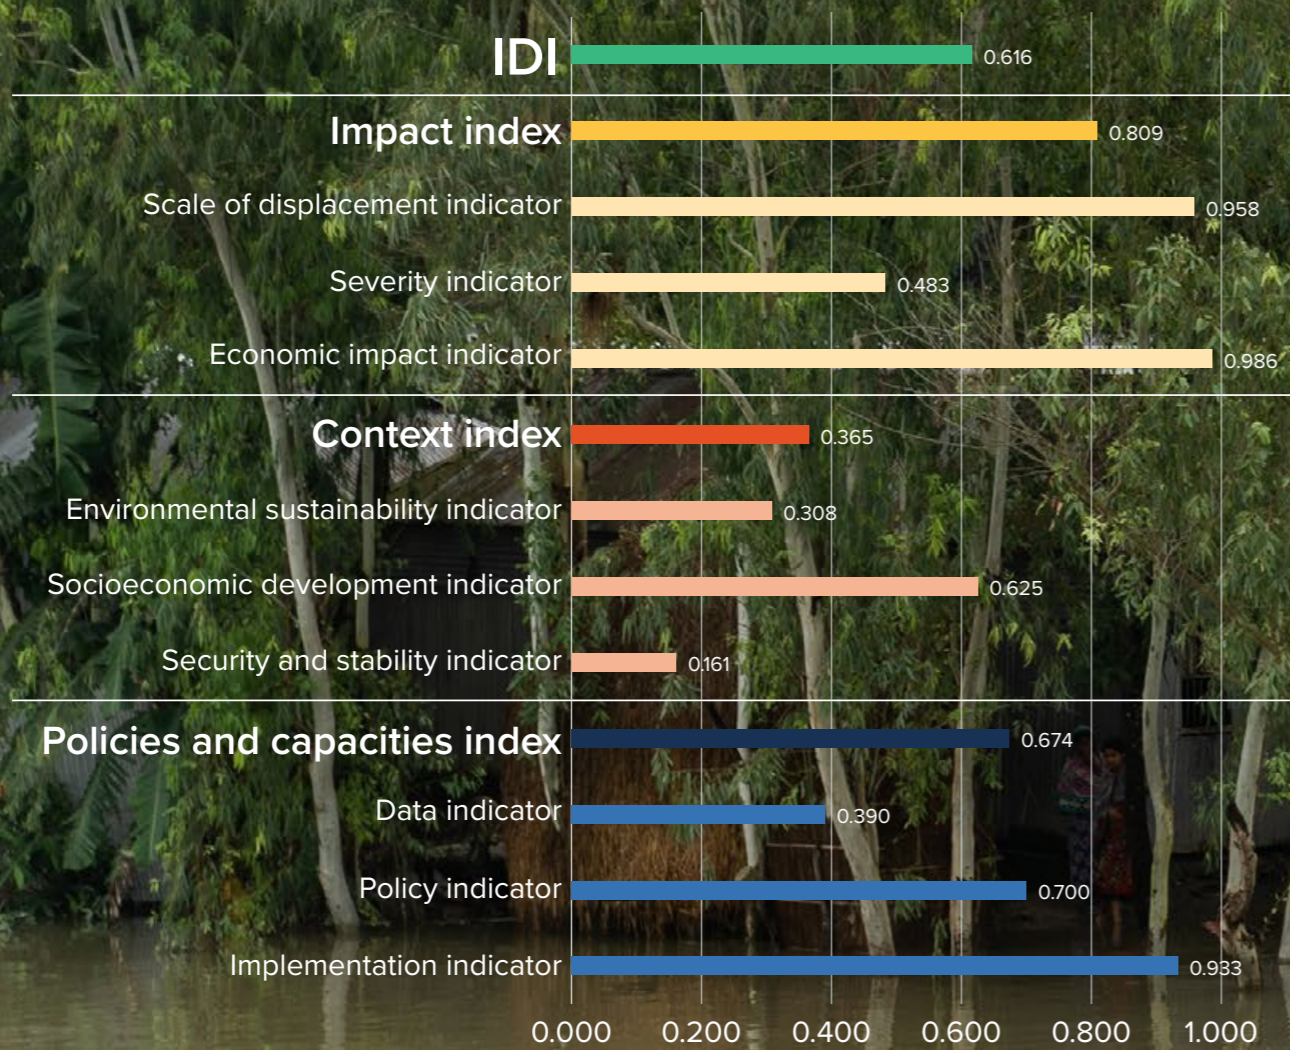 IDI 0.616
Impact index 0.809
Scale of displacement indicator 0.958
Severity indicator 0.483
Economic impact indicator 0.986
Context index 0.365
Environmental sustainability indicator 0.308
Socioeconomic development indicator 0.625
Security and stability indicator 0.161
Policies and capacities index 0.674
Data indicator 0.390
Policy indicator 0.700
Implementation indicator 0.933
0.000 0.200 0.400 0.600 0.800 1.000